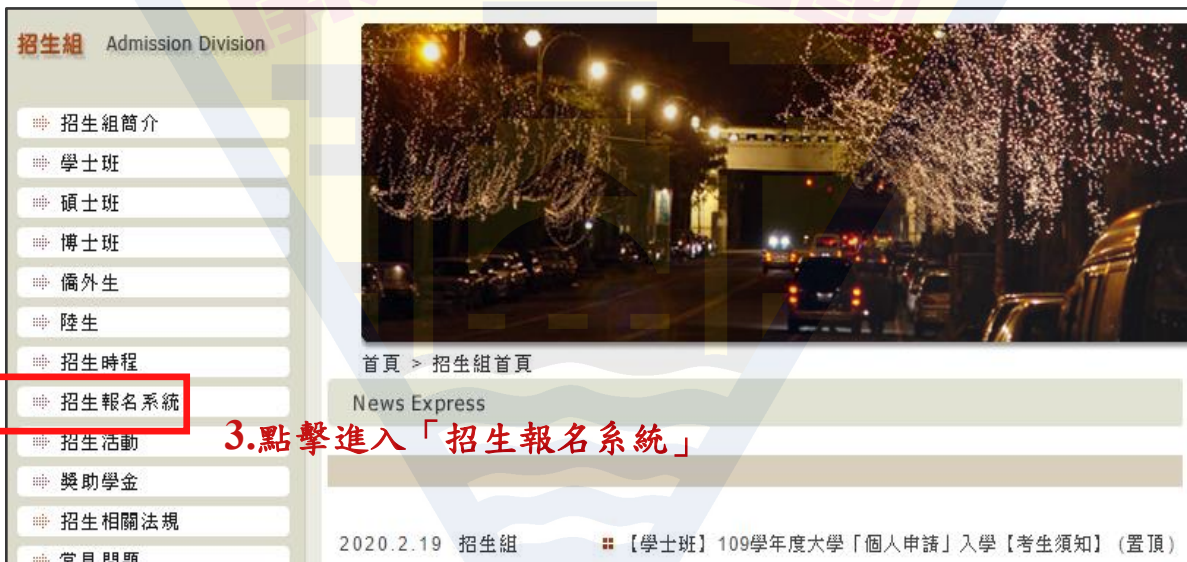 招生組 Admission Division
招生組簡介
學士班
碩士班
博士班
僑外生
陸生
招生時程
招生報名系統
招生活動
獎助學金
招生相關法規
常見問題
首頁 > 招生組首頁
News Express
3.點擊進入「招生報名系統」
2020.2.19 招生組 【學士班】109學年度大學「個人申請」入學【考生須知】 (置頂)